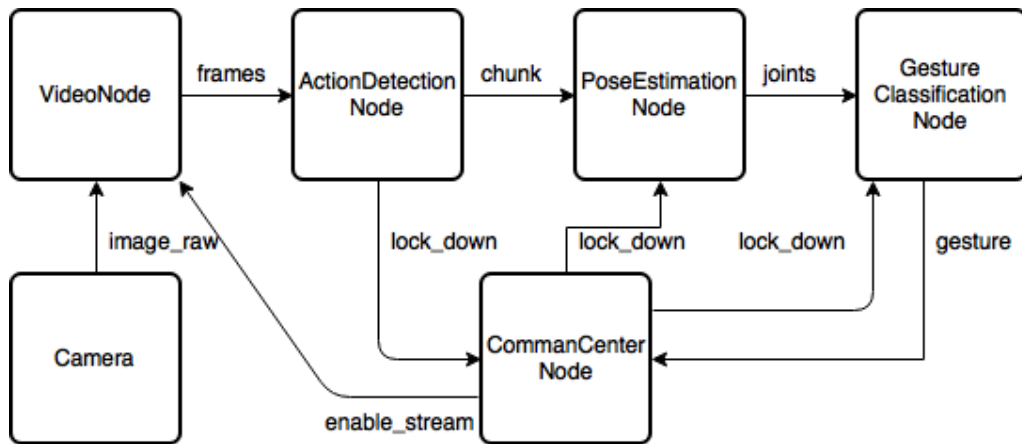 VideoNode
frames
ActionDetection
Node
chunk
PoseEstimation
Node
joints
Gesture
Classification
Node
image_raw
lock_down
lock_down
lock_down
gesture
Camera
CommanCenter
Node
enable_stream